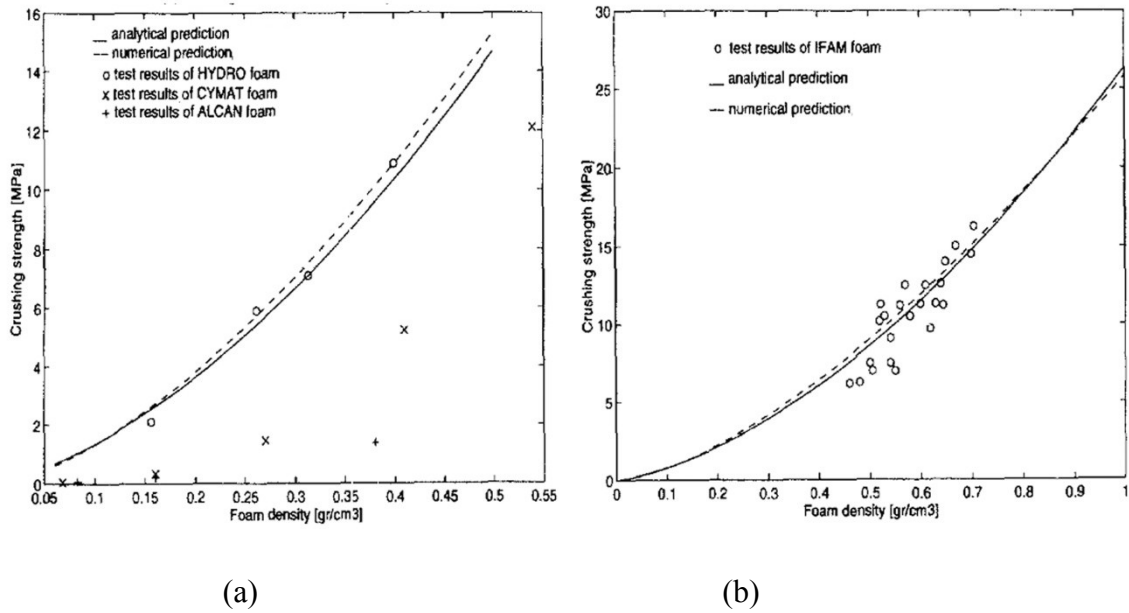 16
14
12
10
8
6
4
2
0
Crushing strength [MPa]
__ analytical prediction
-- numerical prediction
o test results of HYDRO foam
x test results of CYMAT foam
+ test results of ALCAN foam
0.05 0.1 0.15 0.2 0.25 0.3 0.35 0.4 0.45 0.5 0.55
Foam density [gr/cm3]
(a)
30
25
20
15
10
5
0
Crushing strength [MPa]
o test results of IFAM foam
— analytical prediction
-- numerical prediction
0 0.1 0.2 0.3 0.4 0.5 0.6 0.7 0.8 0.9 1
Foam density [gr/cm3]
(b)